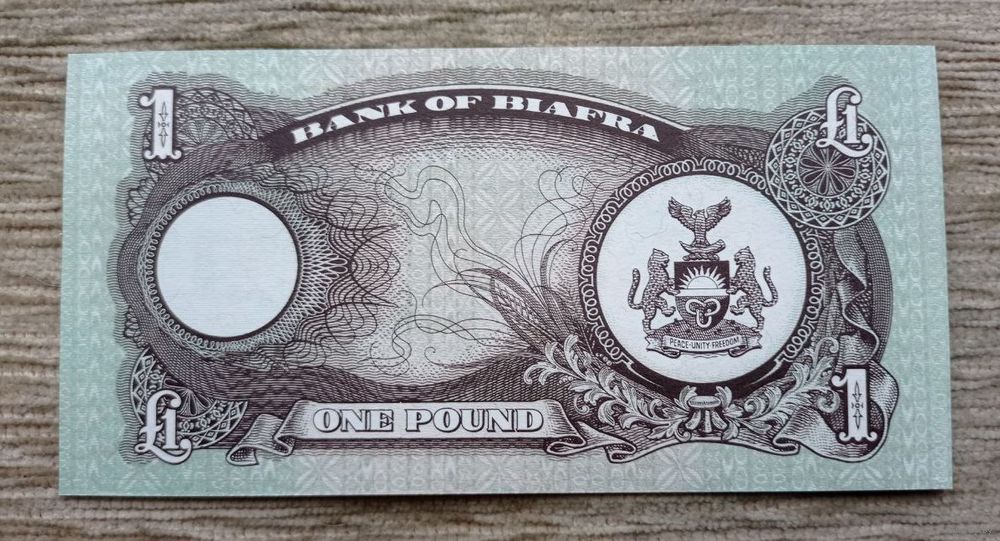 1
BANK OF BIAFRA
£1
PEACE·UNITY·FREEDOM
£1
ONE POUND
1